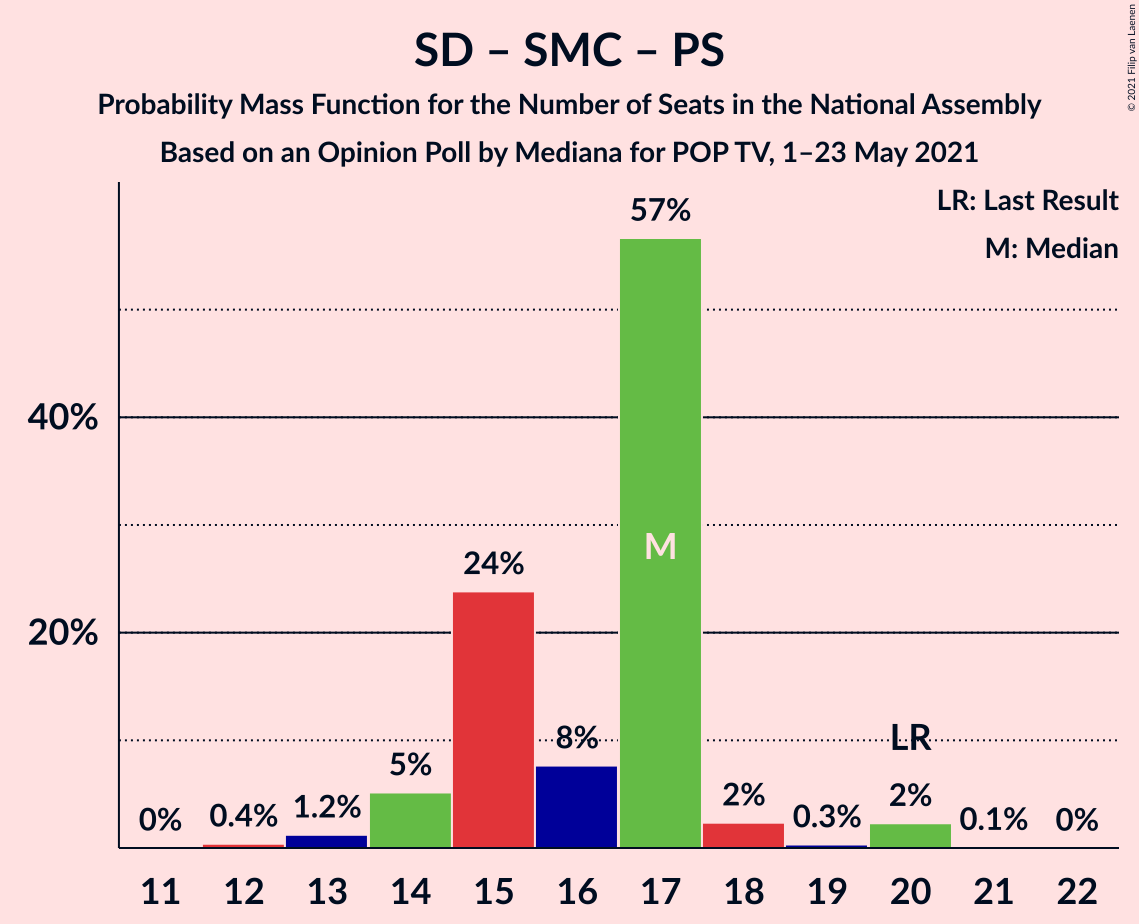 SD – SMC – PS
Probability Mass Function for the Number of Seats in the National Assembly
Based on an Opinion Poll by Mediana for POP TV, 1–23 May 2021
© 2021 Filip van Laenen
LR: Last Result
M: Median
57%
40%
M
24%
20%
LR
8%
5%
2%
2%
1.2%
0.4%
0.3%
0.1%
0%
0%
11 12 13 14 15 16 17 18 19 20 21 22